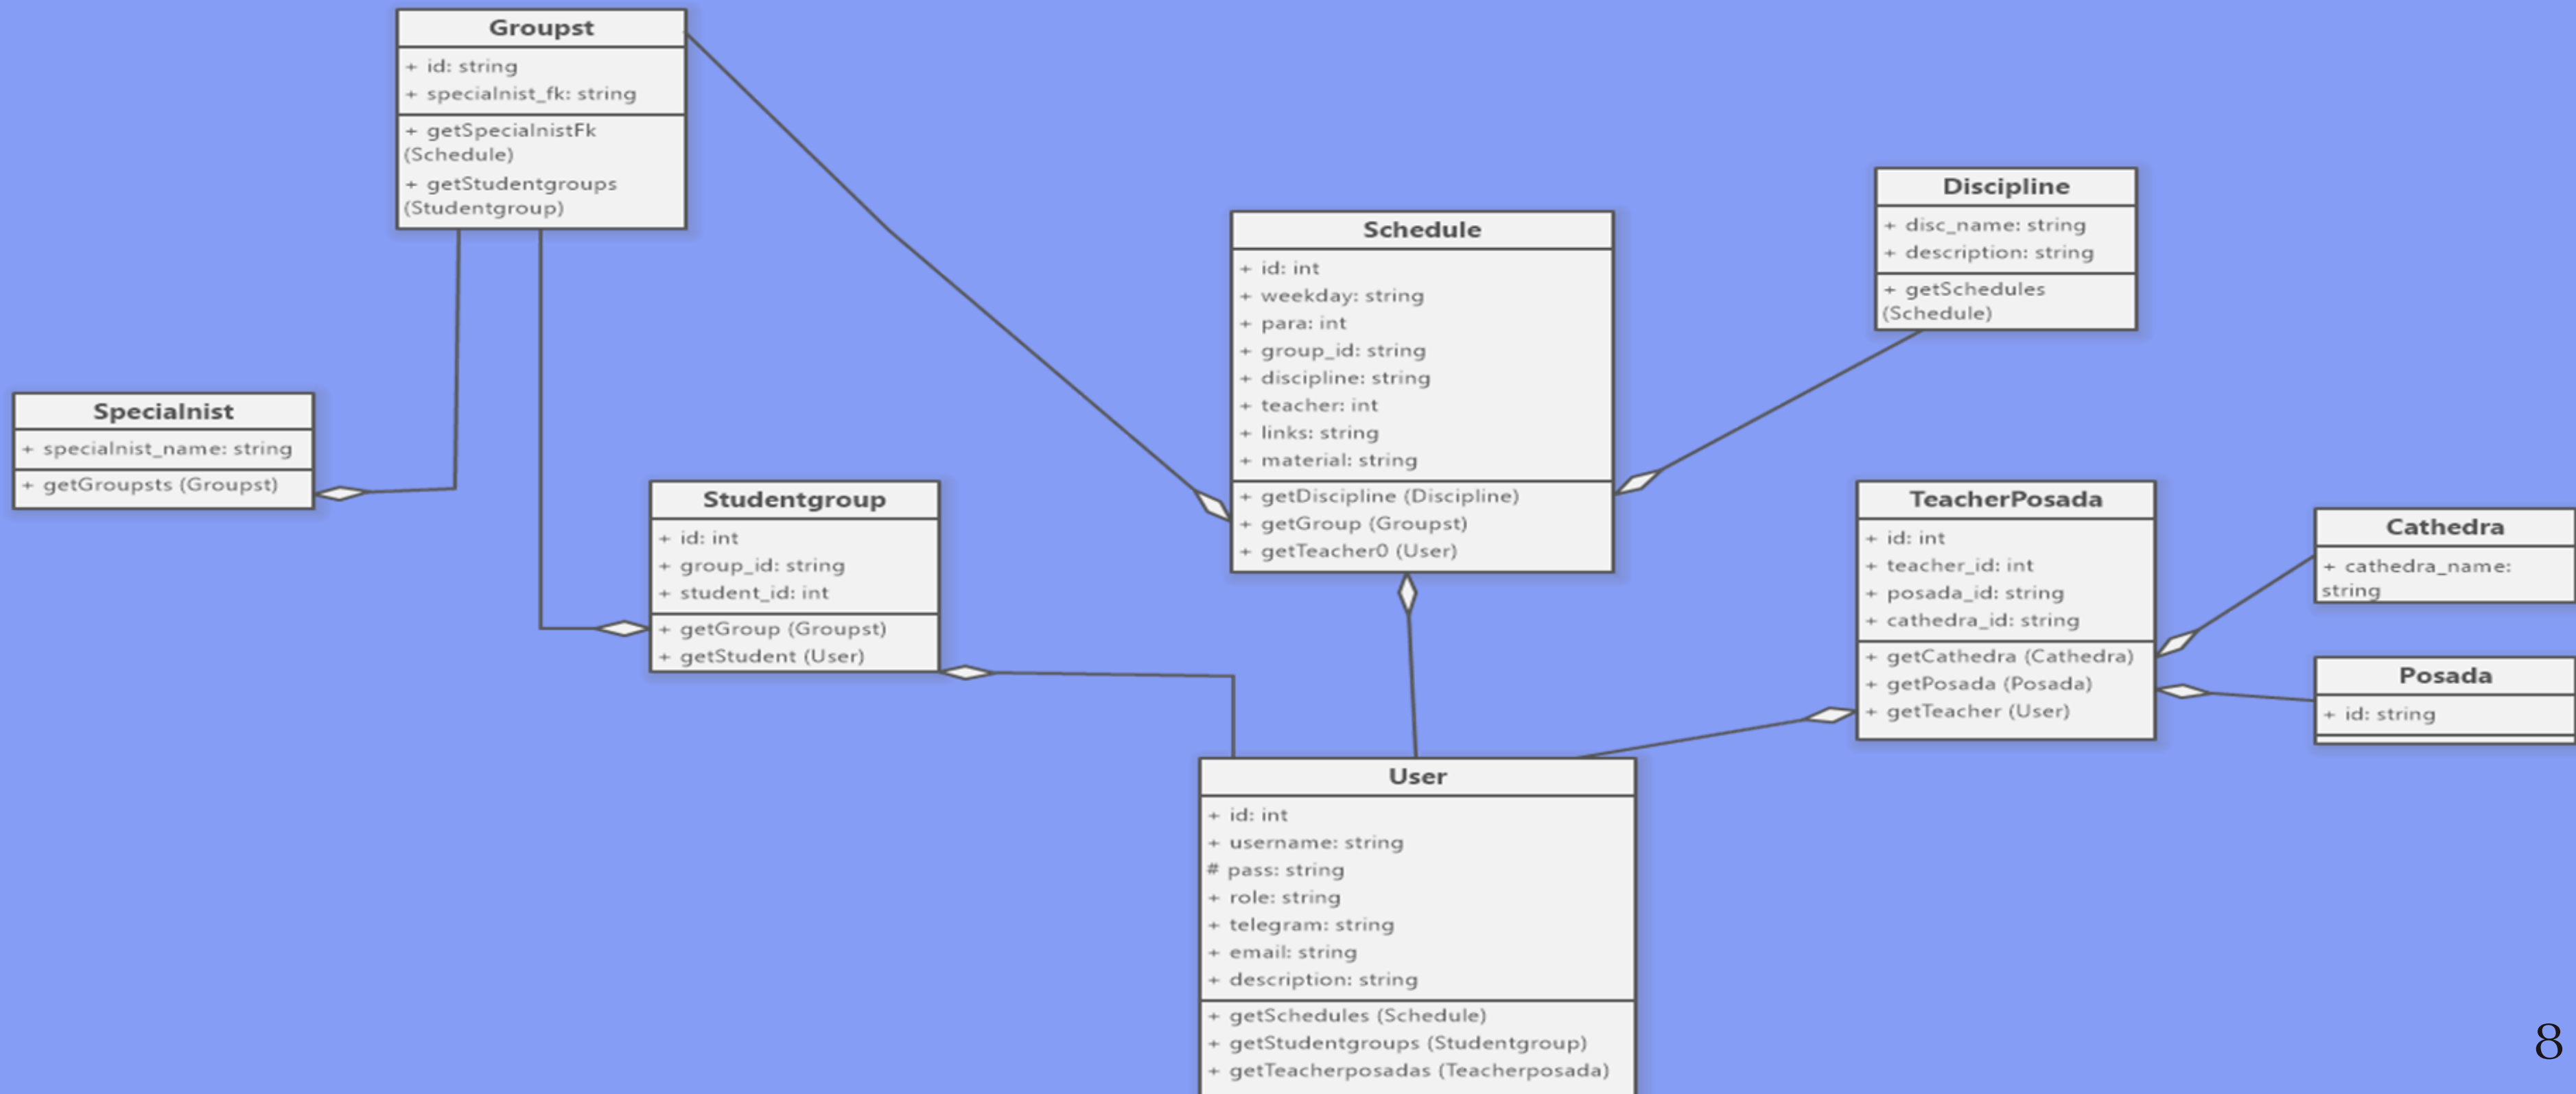 Groupst
+ id: string
+ specialnist_fk: string
+ getSpecialnistFk
(Schedule)
+ getStudentgroups
(Studentgroup)
Specialnist
+ specialnist_name: string
+ getGroupsts (Groupst)
Studentgroup
+ id: int
+ group_id: string
+ student_id: int
+ getGroup (Groupst)
+ getStudent (User)
Schedule
+ id: int
+ weekday: string
+ para: int
+ group_id: string
+ discipline: string
+ teacher: int
+ links: string
+ material: string
+ getDiscipline (Discipline)
+ getGroup (Groupst)
+ getTeacher0 (User)
Discipline
+ disc_name: string
+ description: string
+ getSchedules
(Schedule)
TeacherPosada
+ id: int
+ teacher_id: int
+ posada_id: string
+ cathedra_id: string
+ getCathedra (Cathedra)
+ getPosada (Posada)
+ getTeacher (User)
Cathedra
+ cathedra_name:
string
Posada
+ id: string
User
+ id: int
+ username: string
# pass: string
+ role: string
+ telegram: string
+ email: string
+ description: string
+ getSchedules (Schedule)
+ getStudentgroups (Studentgroup)
+ getTeacherposadas (Teacherposada)
8